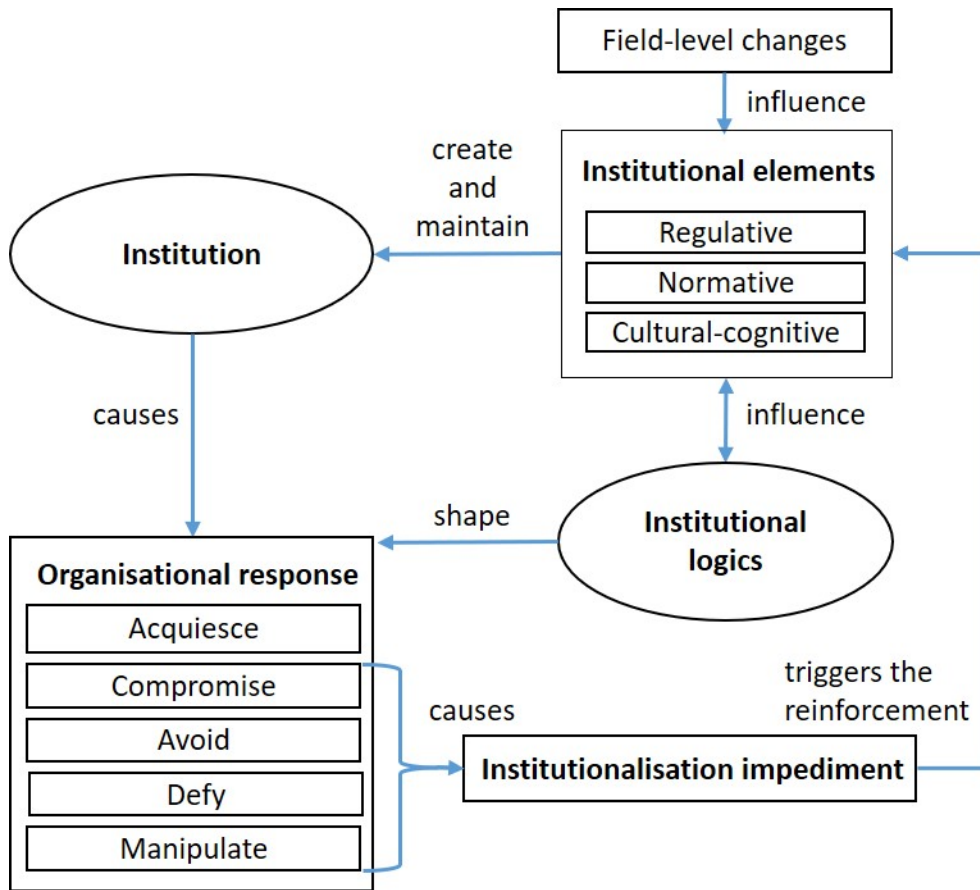 Field-level changes
influence
create
and
maintain
Institutional elements
Regulative
Normative
Cultural-cognitive
Institution
causes
influence
shape
Institutional
logics
Organisational response
Acquiesce
Compromise
Avoid
Defy
Manipulate
causes
triggers the
reinforcement
Institutionalisation impediment